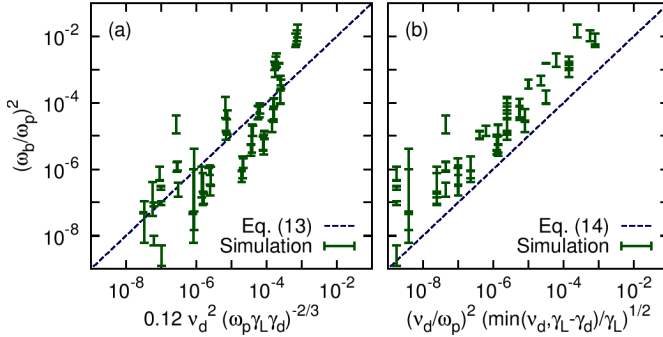 (a)
(b)
10⁻²
10⁻⁴
10⁻⁶
10⁻⁸
(ω_b/ω_p)²
Eq. (13)
Simulation
Eq. (14)
Simulation
10⁻⁸ 10⁻⁶ 10⁻⁴ 10⁻²
10⁻⁸ 10⁻⁶ 10⁻⁴ 10⁻²
0.12 ν_d² (ω_pγ_Lγ_d)^-2/3
(ν_d/ω_p)² (min(ν_d,γ_L-γ_d)/γ_L)^1/2